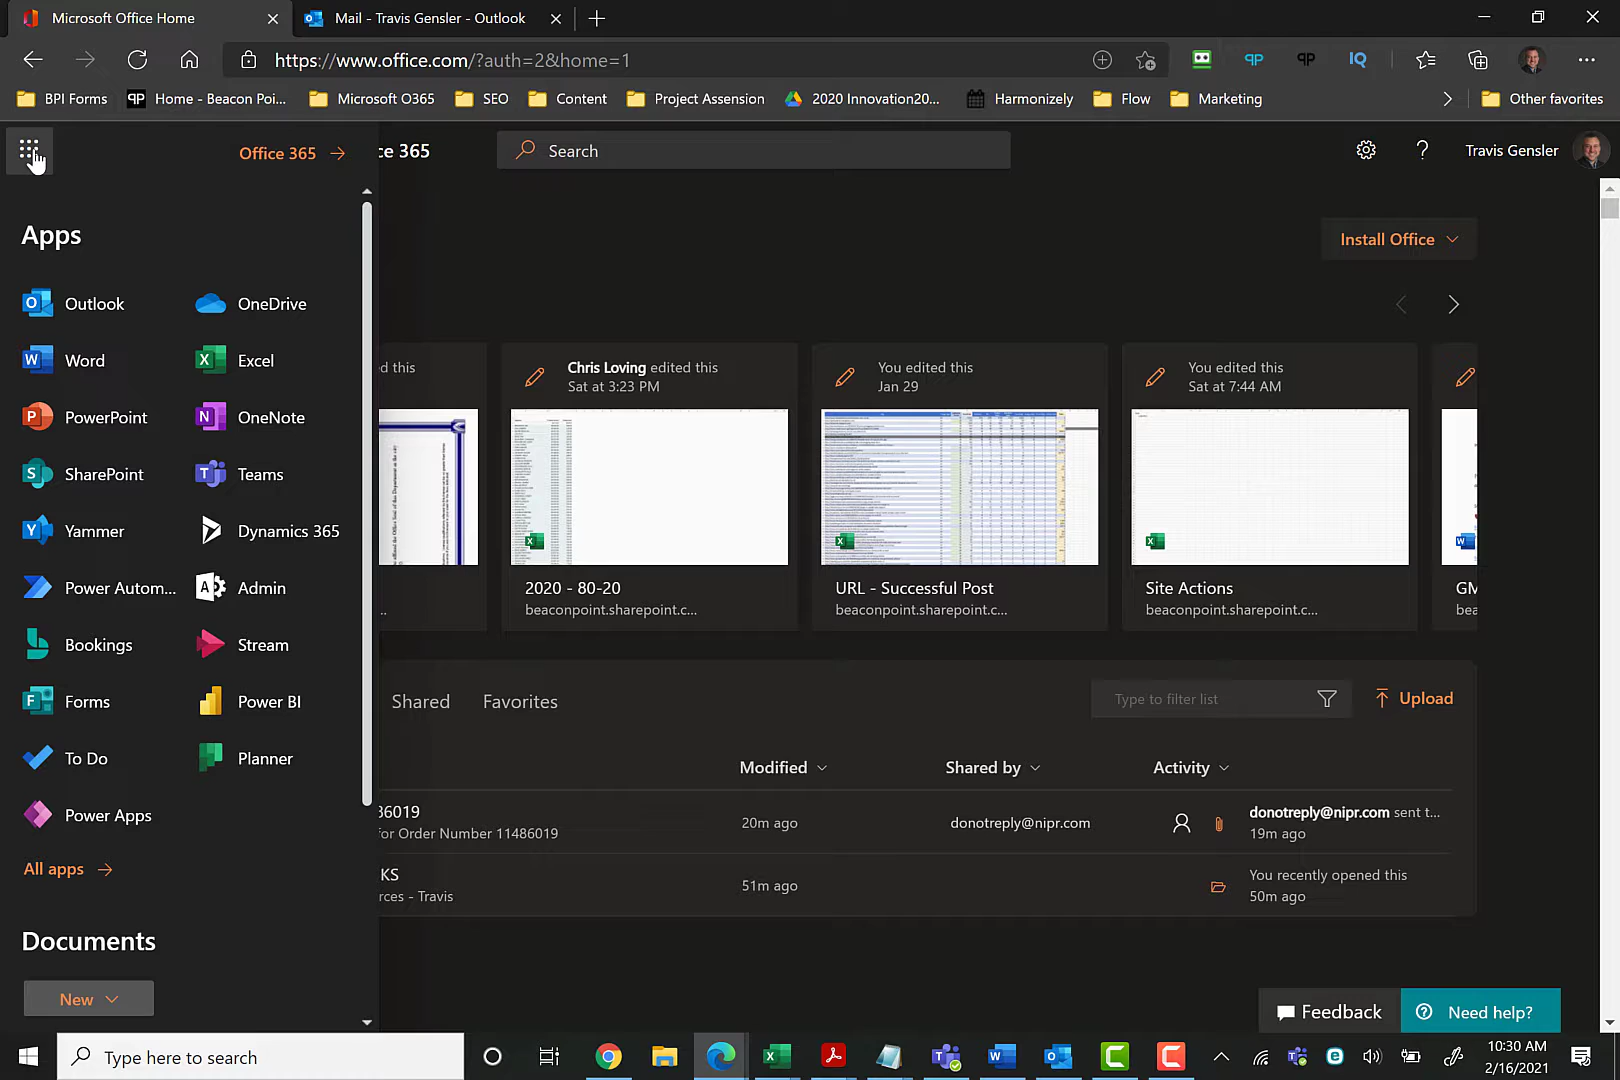 Microsoft Office Home
Mail - Travis Gensler - Outlook
https://www.office.com/?auth=2&home=1
BPI Forms
Home - Beacon Poi...
Microsoft O365
SEO
Content
Project Assension
2020 Innovation20...
Harmonizely
Flow
Marketing
Other favorites
Office 365
ce 365
Search
Travis Gensler
Apps
Install Office
Outlook
OneDrive
Word
Excel
PowerPoint
OneNote
SharePoint
Teams
Yammer
Dynamics 365
Power Autom...
Admin
Bookings
Stream
Forms
Power BI
To Do
Planner
Power Apps
All apps
Documents
New
ed this
Chris Loving edited this
Sat at 3:23 PM
You edited this
Jan 29
You edited this
Sat at 7:44 AM
2020 - 80-20
beaconpoint.sharepoint.c...
URL - Successful Post
beaconpoint.sharepoint.c...
Site Actions
beaconpoint.sharepoint.c...
GM
bea
Shared
Favorites
Type to filter list
Upload
Modified
Shared by
Activity
36019
for Order Number 11486019
20m ago
donotreply@nipr.com
donotreply@nipr.com sent t...
19m ago
KS
rces - Travis
51m ago
You recently opened this
50m ago
Feedback
Need help?
Type here to search
10:30 AM
2/16/2021